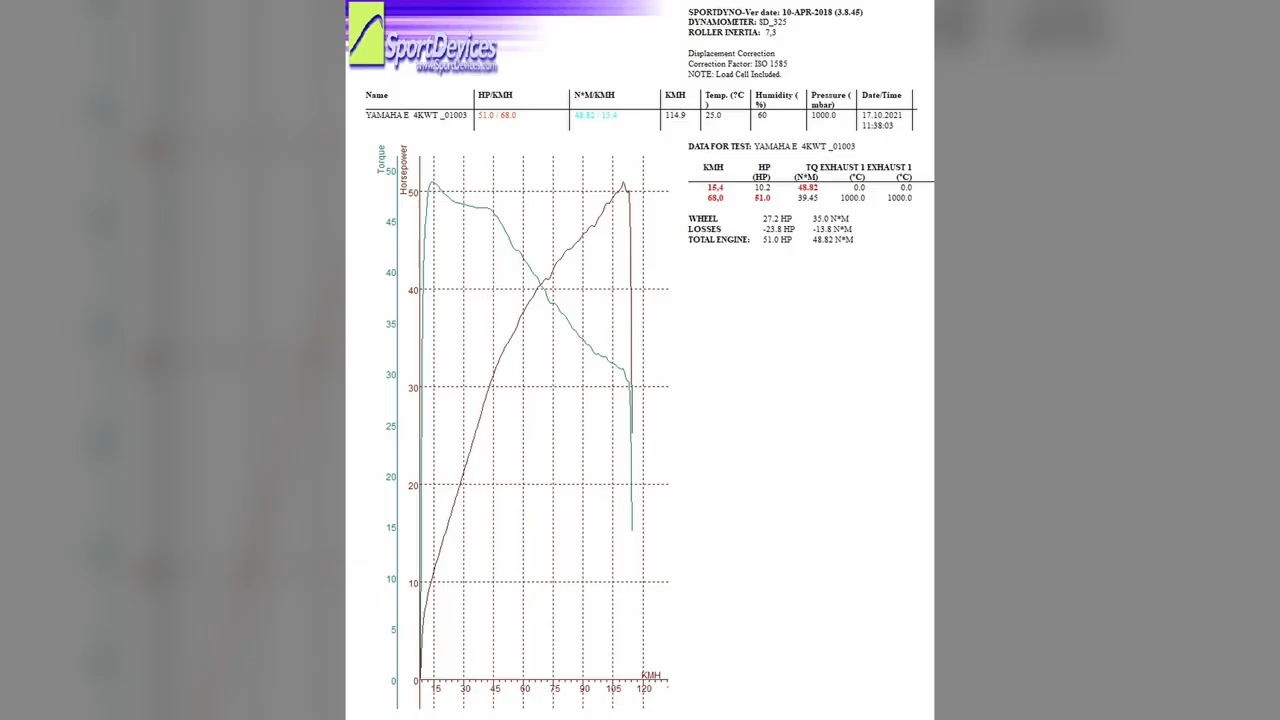 SportDevices
www.SportDevices.com
SPORTDYNO-Ver date: 10-APR-2018 (3.8.45)
DYNAMOMETER: SD_325
ROLLER INERTIA: 7,3
Displacement Correction
Correction Factor: ISO 1585
NOTE: Load Cell Included.
Name HP/KMH N*M/KMH KMH Temp. (?C ) Humidity ( %) Pressure ( mbar) Date/Time
YAMAHA E 4KWT _01003 51.0 / 68.0 48.82 / 15.4 114.9 25.0 60 1000.0 17.10.2021
11:38:03
DATA FOR TEST: YAMAHA E 4KWT _01003
KMH HP TQ EXHAUST 1 EXHAUST 1
(HP) (N*M) (°C) (°C)
15,4 10.2 48.82 0.0 0.0
68,0 51.0 39.45 1000.0 1000.0
WHEEL 27.2 HP 35.0 N*M
LOSSES -23.8 HP -13.8 N*M
TOTAL ENGINE: 51.0 HP 48.82 N*M
Torque
50
45
40
35
30
25
20
15
10
5
0
Horsepower
50
40
30
20
10
0
KMH
15 30 45 60 75 90 105 120